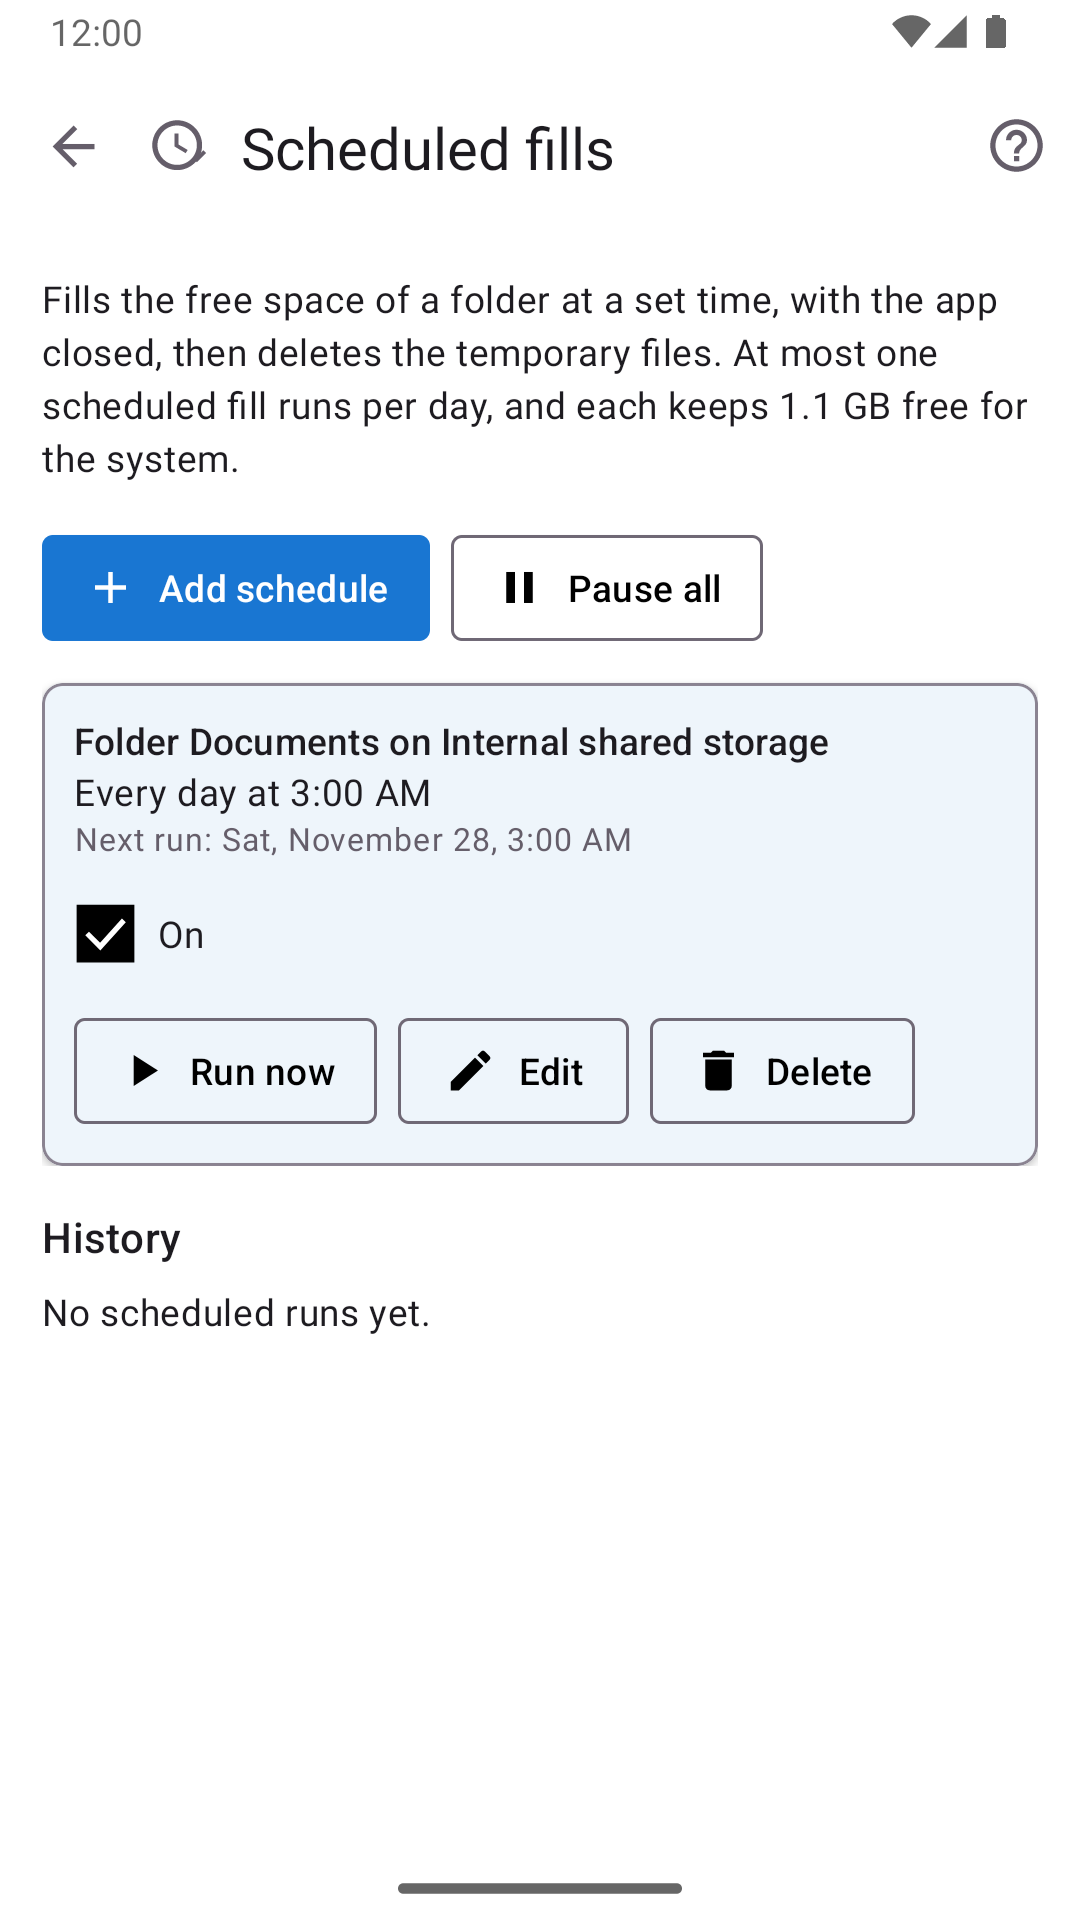 12:00
Scheduled fills
Fills the free space of a folder at a set time, with the app
closed, then deletes the temporary files. At most one
scheduled fill runs per day, and each keeps 1.1 GB free for
the system.
Add schedule
Pause all
Folder Documents on Internal shared storage
Every day at 3:00 AM
Next run: Sat, November 28, 3:00 AM
On
Run now
Edit
Delete
History
No scheduled runs yet.